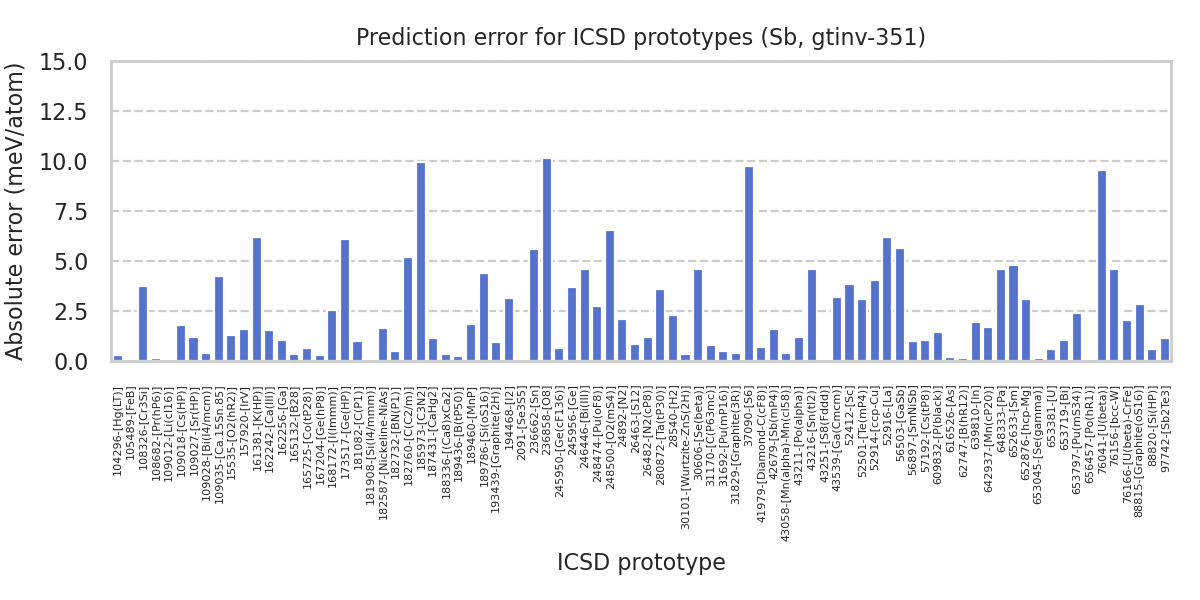 Prediction error for ICSD prototypes (Sb, gtinv-351)
Absolute error (meV/atom)
15.0
12.5
10.0
7.5
5.0
2.5
0.0
104296-[Hg(LT)]
105489-[FeB]
108326-[Cr3Si]
108682-[Pr(hP6)]
109012-[Li(cI16)]
109018-[Cs(HP)]
109027-[Sr(HP)]
109028-[Bi(I4/mcm)]
109035-[Ca.15Sn.85]
15535-[O2(hR2)]
157920-[IrV]
161381-[K(HP)]
162242-[Ca(III)]
162256-[Ga]
165132-[B28]
165725-[Co(tP28)]
167204-[Ge(hP8)]
168172-[I(Immm)]
173517-[Ge(HP)]
181082-[C(P1)]
181908-[Si(I4/mmm)]
182587-[Nickeline-NiAs]
182732-[BN(P1)]
182760-[C(C2/m)]
185973-[C3N2]
187431-[CaHg2]
188336-[(Ca8)xCa2]
189436-[B(tP50)]
189460-[MnP]
189786-[Si(oS16)]
193439-[Graphite(2H)]
194468-[I2]
2091-[Se3S5]
236662-[Sn]
236858-[O8]
245950-[Ge(cF136)]
245956-[Ge]
246446-[Bi(III)]
248474-[Pu(oF8)]
248500-[O2(mS4)]
24892-[N2]
26463-[S12]
26482-[N2(cP8)]
280872-[Ta(tP30)]
28540-[H2]
30101-[Wurtzite-ZnS(2H)]
30606-[Se(beta)]
31170-[C(P63mc)]
31692-[Pu(mP16)]
31829-[Graphite(3R)]
37090-[S6]
41979-[Diamond-C(cF8)]
42679-[Sb(mP4)]
43058-[Mn(alpha)-Mn(cI58)]
43211-[Po(alpha)]
43216-[Sn(tI4)]
43251-[S8(Fddd)]
43539-[Ga(Cmcm)]
52412-[Sc]
52501-[Te(mP4)]
52914-[ccp-Cu]
52916-[La]
56503-[GaSb]
56897-[SmNiSb]
57192-[Cs(tP8)]
609832-[P(black)]
616526-[As]
62747-[B(hR12)]
639810-[In]
642937-[Mn(cP20)]
648333-[Pa]
652633-[Sm]
652876-[hcp-Mg]
653045-[Se(gamma)]
653381-[U]
653719-[I]
653797-[Pu(mS34)]
656457-[Po(hR1)]
76041-[U(beta)]
76156-[bcc-W]
76166-[U(beta)-CrFe]
88815-[Graphite(oS16)]
88820-[Si(HP)]
97742-[Sb2Te3]
ICSD prototype